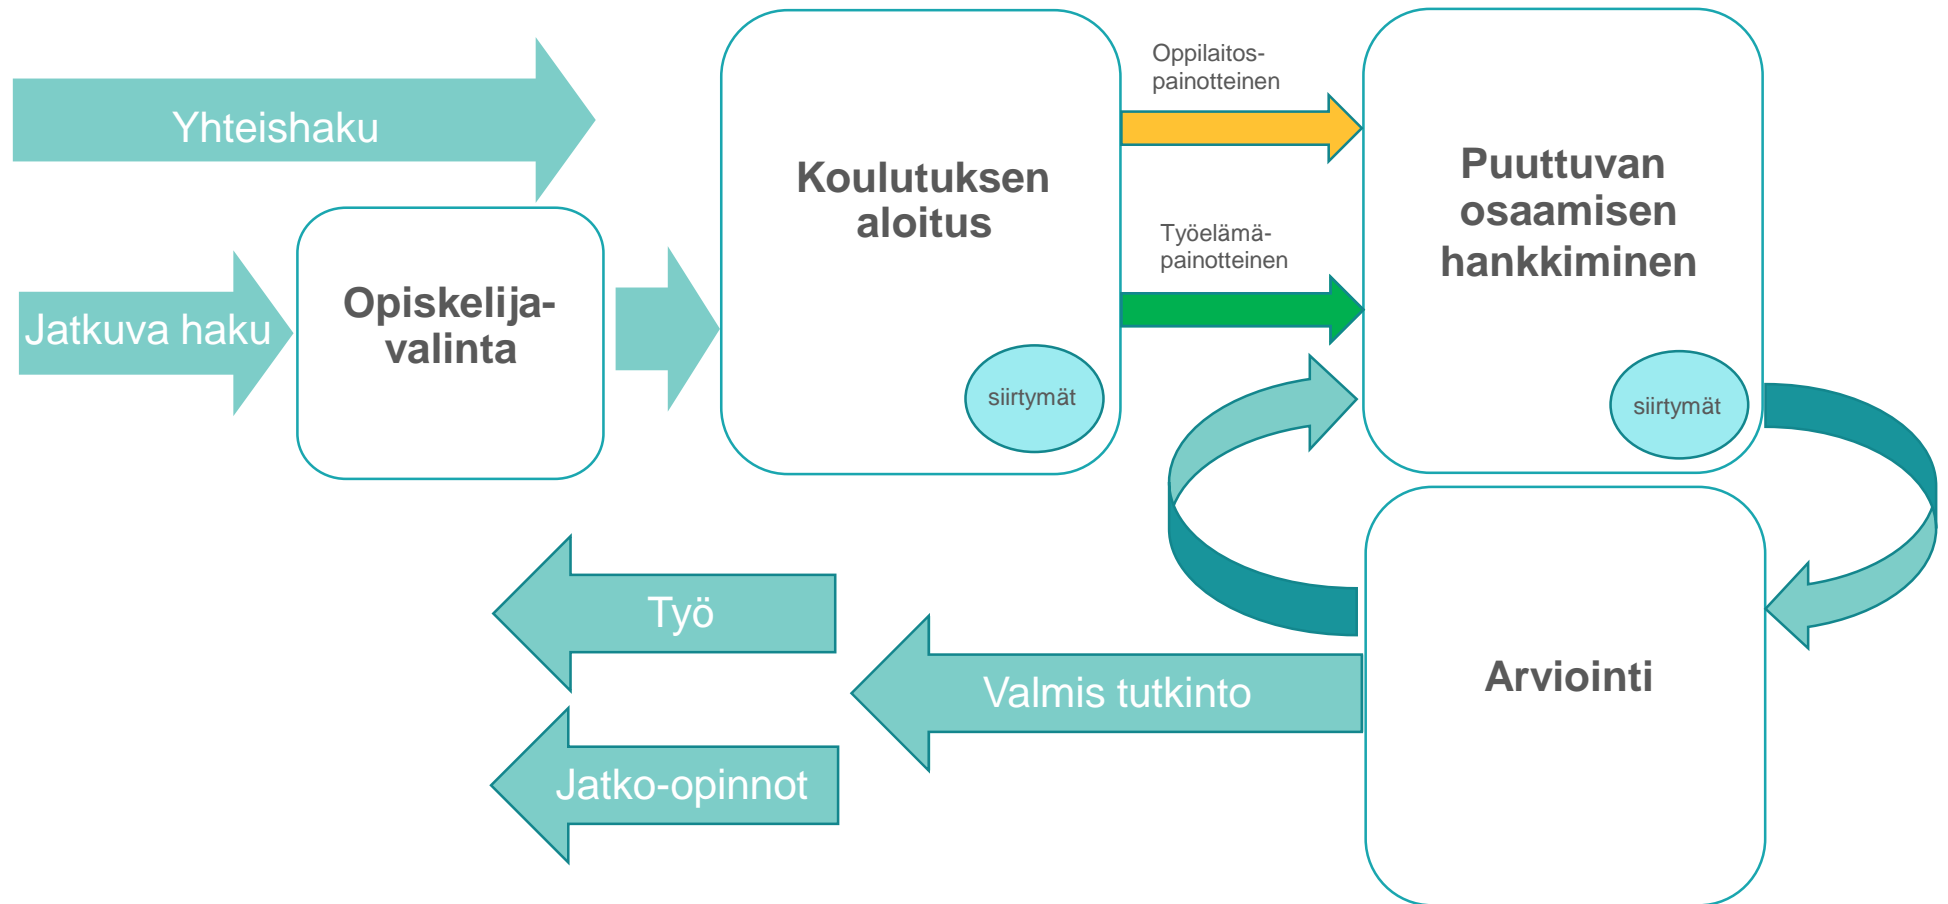 Yhteishaku
Jatkuva haku
Opiskelija-
valinta
Koulutuksen
aloitus
siirtymät
Oppilaitos-
painotteinen
Työelämä-
painotteinen
Puuttuvan
osaamisen
hankkiminen
siirtymät
Arviointi
Valmis tutkinto
Työ
Jatko-opinnot